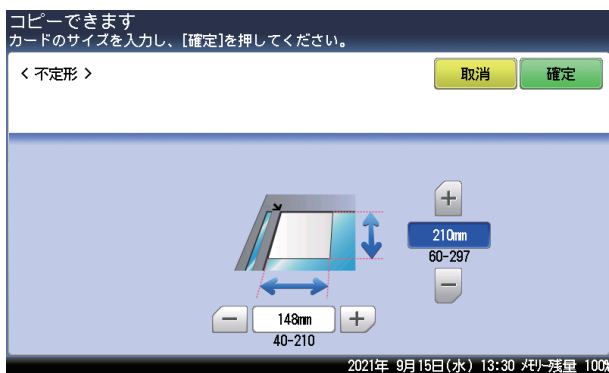 コピーできます
カードのサイズを入力し、[確定]を押してください。
< 不定形 >
取消
確定
+
210mm
60-297
−
− 148mm +
40-210
2021年 9月15日(水) 13:30 ﾒﾓﾘｰ残量 100%